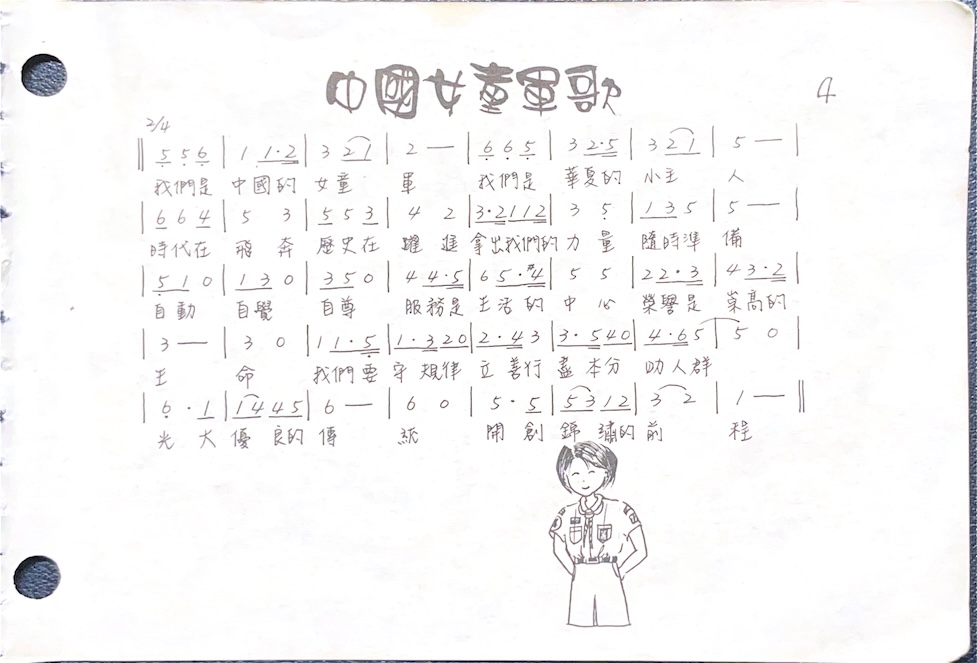 中國女童軍歌
4
2/4
‖ 5 5 6 | 1 1·2 | 3 2 1 | 2 — | 6 6 5 | 3 2·5 | 3 2 1 | 5 — |
我們是 中國的 女童 軍 我們是 華夏的 小主 人
| 6 6 4 | 5 3 | 5 5 3 | 4 2 | 3·2 1 1 2 | 3 5 | 1 3 5 | 5 — |
時代在 飛 奔 歷史在 躍 進 拿出我們的 力 量 隨時準 備
| 5 1 0 | 1 3 0 | 3 5 0 | 4 4·5 | 6 5·#4 | 5 5 | 2 2·3 | 4 3·2 |
自動 自覺 自尊 服務是 生活的 中 心 榮譽是 崇高的
| 3 — | 3 0 | 1 1·5 | 1·3 2 0 | 2·4 3 | 3·5 4 0 | 4·6 5 | 5 0 |
生 命 我們要 守規律 立善行 盡本分 助人群
| 6·1 | 1 4 4 5 | 6 — | 6 0 | 5·5 | 5 3 1 2 | 3 2 | 1 — ‖
光 大 優 良的 傳 統 開 創 錦 繡的 前 程